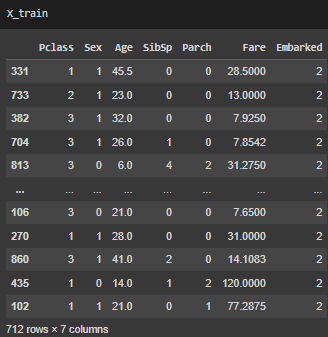 X_train
Pclass Sex Age SibSp Parch Fare Embarked
331 1 1 45.5 0 0 28.5000 2
733 2 1 23.0 0 0 13.0000 2
382 3 1 32.0 0 0 7.9250 2
704 3 1 26.0 1 0 7.8542 2
813 3 0 6.0 4 2 31.2750 2
... ... ... ... ... ... ... ...
106 3 0 21.0 0 0 7.6500 2
270 1 1 28.0 0 0 31.0000 2
860 3 1 41.0 2 0 14.1083 2
435 1 0 14.0 1 2 120.0000 2
102 1 1 21.0 0 1 77.2875 2
712 rows × 7 columns